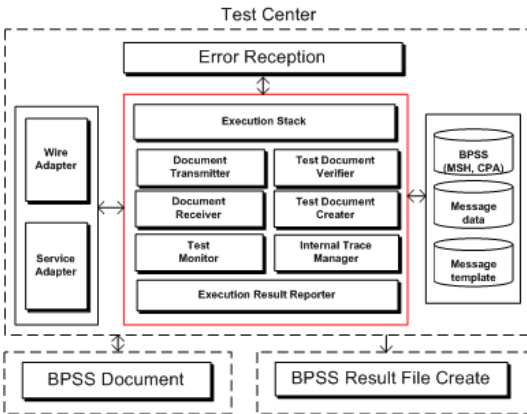 Test Center
Error Reception
Wire
Adapter
Service
Adapter
Execution Stack
Document
Transmitter
Test Document
Verifier
Document
Receiver
Test Document
Creater
Test
Monitor
Internal Trace
Manager
Execution Result Reporter
BPSS
(MSH, CPA)
Message
data
Message
template
BPSS Document
BPSS Result File Create